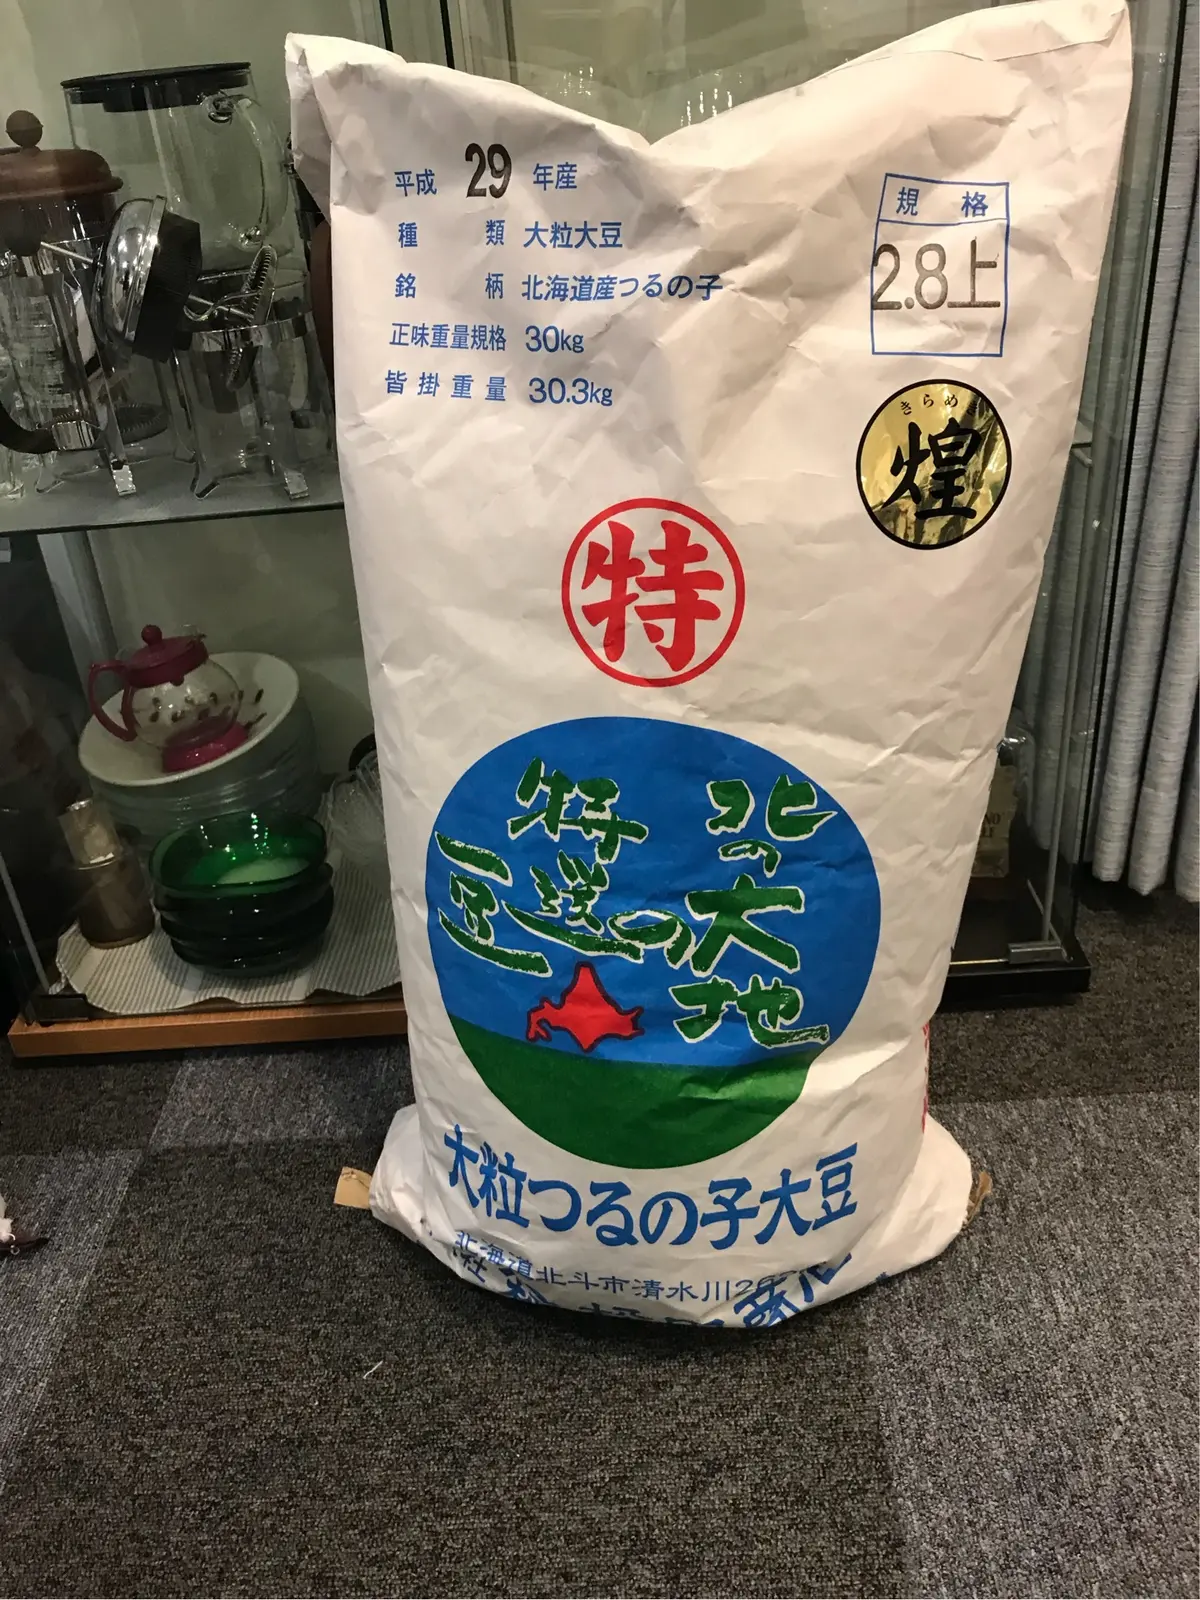 平成 29 年産
種類 大粒大豆
銘柄 北海道産つるの子
正味重量規格 30kg
皆掛重量 30.3kg
規格
2.8上
きらめき
煌
特
北の大地の
特選豆
大粒つるの子大豆
北海道北斗市清水川